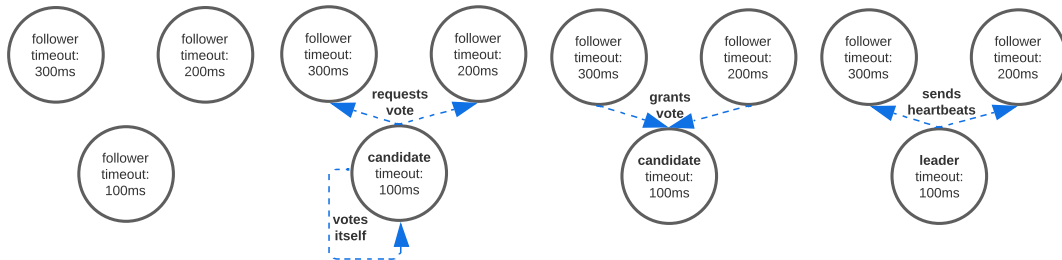 follower
timeout:
300ms
follower
timeout:
200ms
follower
timeout:
100ms
follower
timeout:
300ms
follower
timeout:
200ms
requests
vote
candidate
timeout:
100ms
votes
itself
follower
timeout:
300ms
follower
timeout:
200ms
grants
vote
candidate
timeout:
100ms
follower
timeout:
300ms
follower
timeout:
200ms
sends
heartbeats
leader
timeout:
100ms